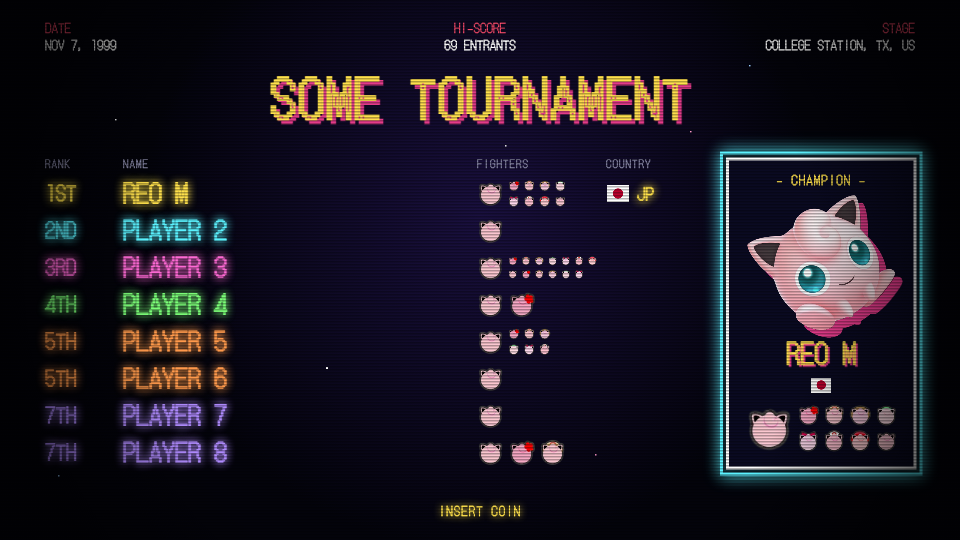 DATE
NOV 7, 1999
HI-SCORE
69 ENTRANTS
STAGE
COLLEGE STATION, TX, US
SOME TOURNAMENT
RANK NAME FIGHTERS COUNTRY
1ST REO M JP
2ND PLAYER 2
3RD PLAYER 3
4TH PLAYER 4
5TH PLAYER 5
5TH PLAYER 6
7TH PLAYER 7
7TH PLAYER 8
- CHAMPION -
REO M
INSERT COIN